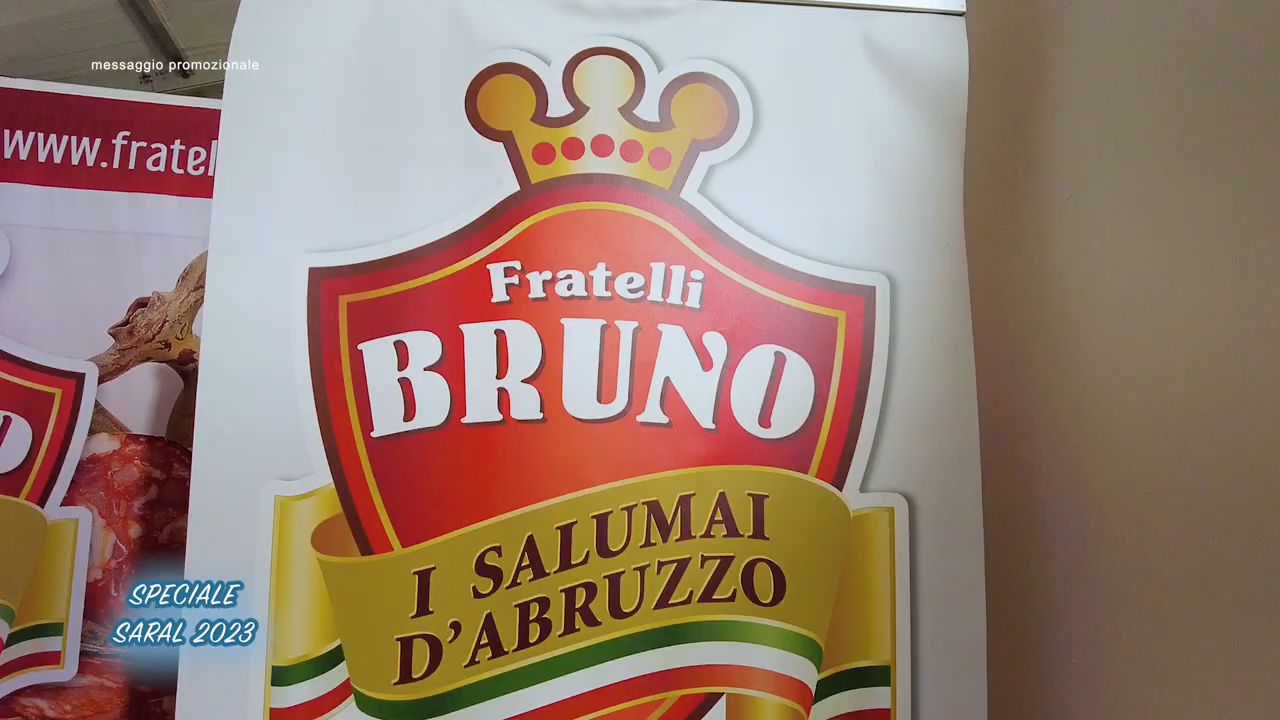 messaggio promozionale
www.fratel
Fratelli
BRUNO
I SALUMAI
D'ABRUZZO
O
SPECIALE
SARAL 2023